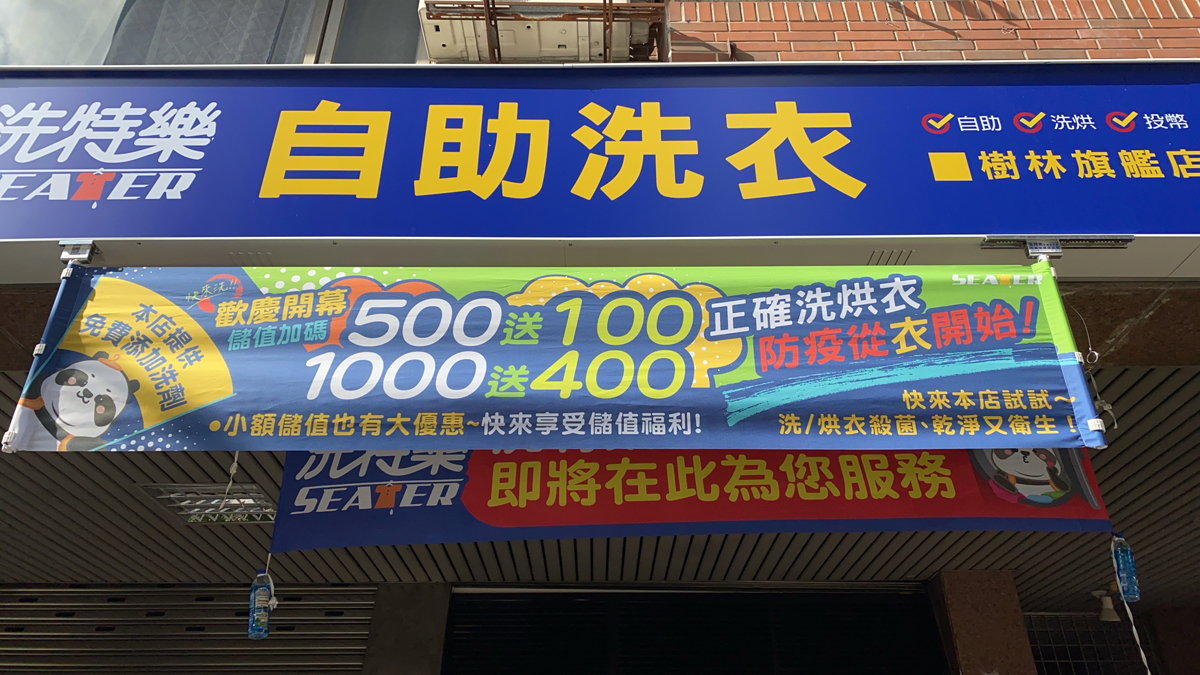 洗特樂
SEATER
自助洗衣
自助 洗烘 投幣
樹林旗艦店
快來洗!!
本店提供
免費添加洗劑
歡慶開幕
儲值加碼
500送100
1000送400
•小額儲值也有大優惠~快來享受儲值福利!
SEATER
正確洗烘衣
防疫從衣開始!
快來本店試試~
洗/烘衣殺菌、乾淨又衛生!
洗特樂
SEATER
即將在此為您服務